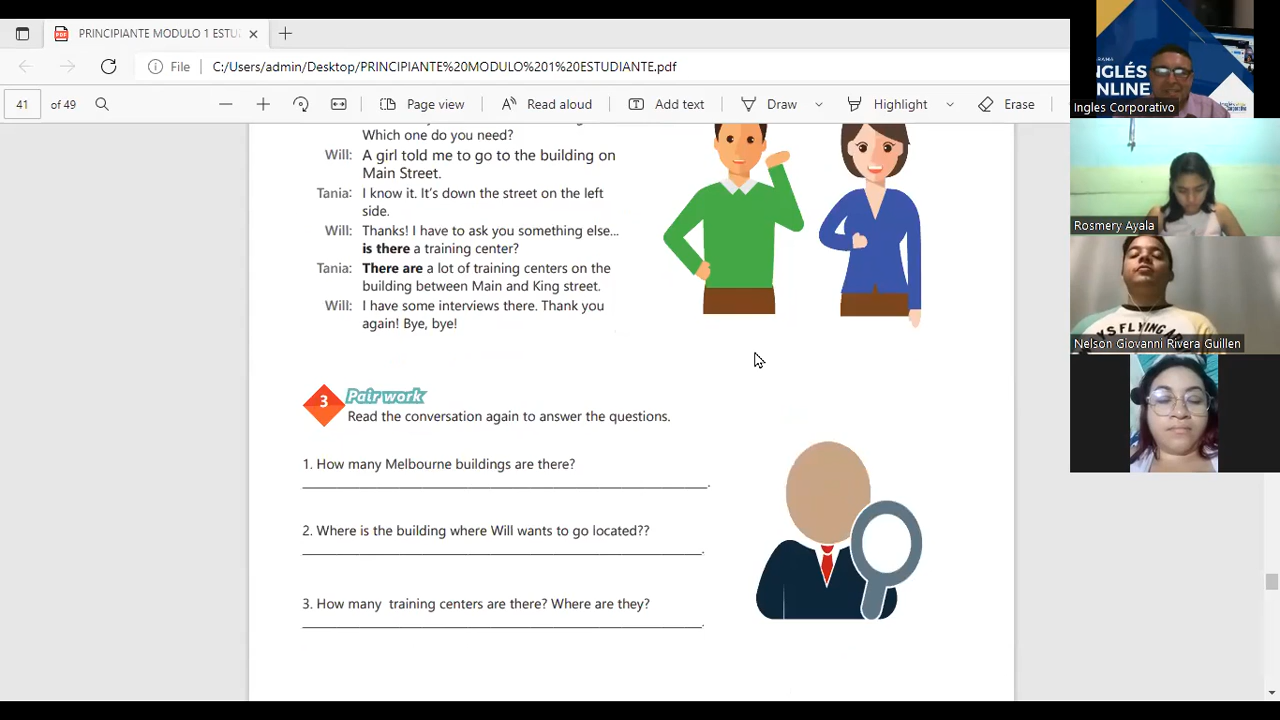 PRINCIPIANTE MODULO 1 ESTU
File C:/Users/admin/Desktop/PRINCIPIANTE%20MODULO%201%20ESTUDIANTE.pdf
41 of 49 Page view Read aloud Add text Draw Highlight Erase
Which one do you need?
Will: A girl told me to go to the building on
Main Street.
Tania: I know it. It's down the street on the left
side.
Will: Thanks! I have to ask you something else...
is there a training center?
Tania: There are a lot of training centers on the
building between Main and King street.
Will: I have some interviews there. Thank you
again! Bye, bye!
3 Pair work
Read the conversation again to answer the questions.
1. How many Melbourne buildings are there?
2. Where is the building where Will wants to go located??
3. How many training centers are there? Where are they?
NGLÉS
NLINE
Ingles Corporativo
Rosmery Ayala
Nelson Giovanni Rivera Guillen